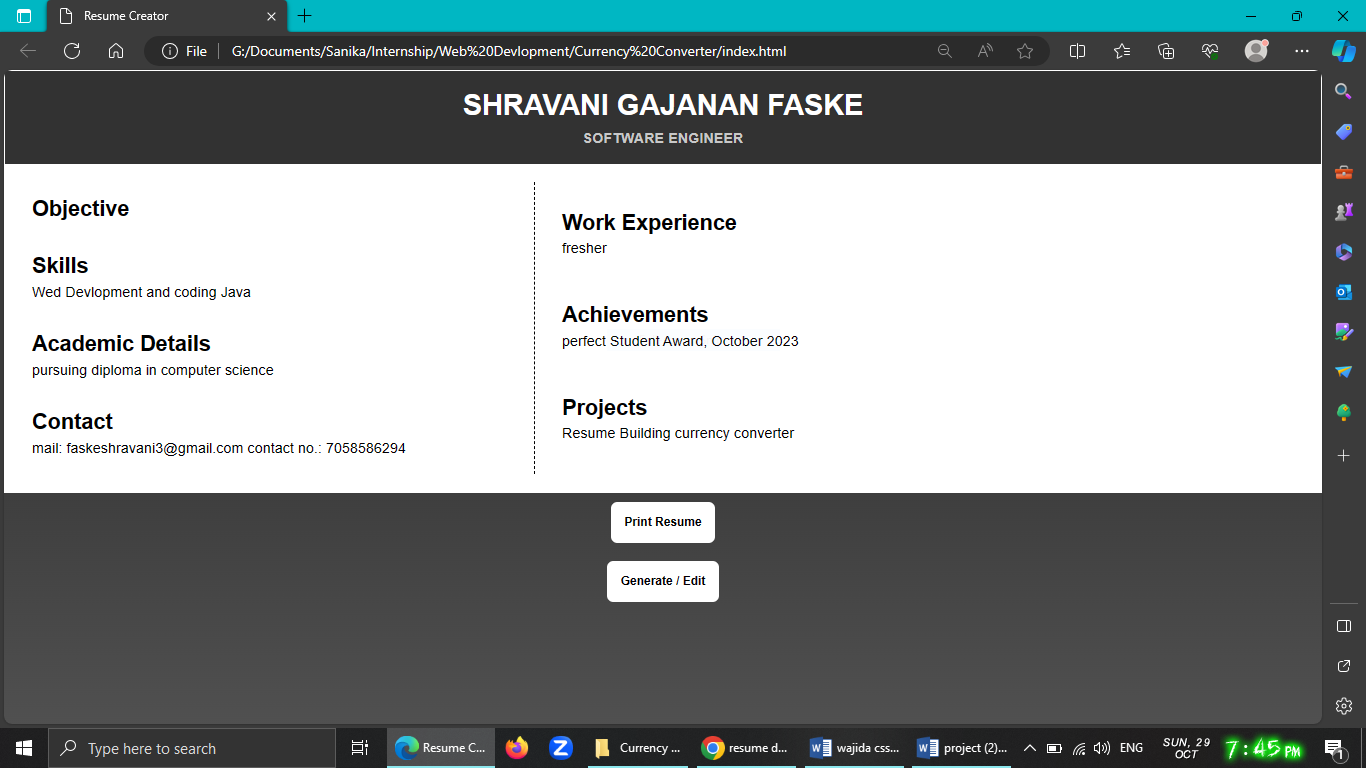 Resume Creator
File
G:/Documents/Sanika/Internship/Web%20Devlopment/Currency%20Converter/index.html
SHRAVANI GAJANAN FASKE
SOFTWARE ENGINEER
Objective
Skills
Wed Devlopment and coding Java
Academic Details
pursuing diploma in computer science
Contact
mail: faskeshravani3@gmail.com contact no.: 7058586294
Work Experience
fresher
Achievements
perfect Student Award, October 2023
Projects
Resume Building currency converter
Print Resume
Generate / Edit
Type here to search
Resume C...
Currency ...
resume d...
wajida css...
project (2)...
ENG
SUN, 29
OCT
7:45 PM
1